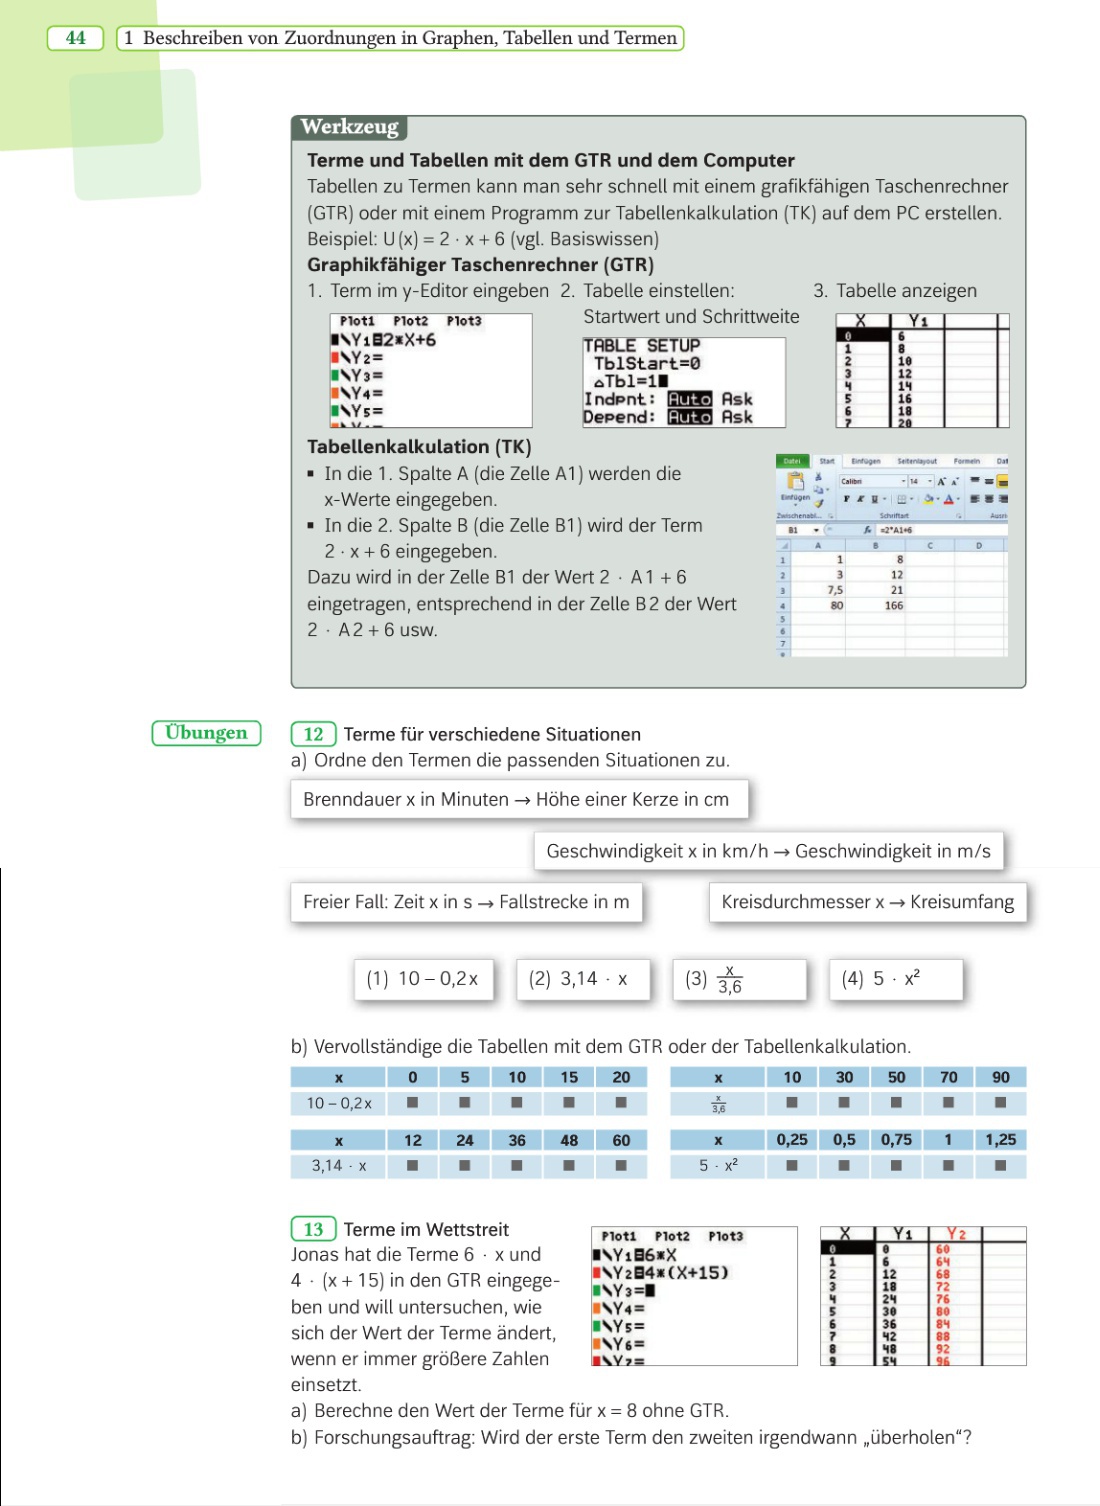 44
1 Beschreiben von Zuordnungen in Graphen, Tabellen und Termen
Werkzeug
Terme und Tabellen mit dem GTR und dem Computer
Tabellen zu Termen kann man sehr schnell mit einem grafikfähigen Taschenrechner
(GTR) oder mit einem Programm zur Tabellenkalkulation (TK) auf dem PC erstellen.
Beispiel: U(x) = 2 · x + 6 (vgl. Basiswissen)
Graphikfähiger Taschenrechner (GTR)
1. Term im y-Editor eingeben
Plot1 Plot2 Plot3
\Y1=2*X+6
\Y2=
\Y3=
\Y4=
\Y5=
2. Tabelle einstellen:
Startwert und Schrittweite
TABLE SETUP
TblStart=0
△Tbl=1
Indpnt: Auto Ask
Depend: Auto Ask
3. Tabelle anzeigen
X Y1
0 6
1 8
2 10
3 12
4 14
5 16
6 18
7 20
Tabellenkalkulation (TK)
▪ In die 1. Spalte A (die Zelle A1) werden die
x-Werte eingegeben.
▪ In die 2. Spalte B (die Zelle B1) wird der Term
2 · x + 6 eingegeben.
Dazu wird in der Zelle B1 der Wert 2 · A1 + 6
eingetragen, entsprechend in der Zelle B2 der Wert
2 · A2 + 6 usw.
Datei Start Einfügen Seitenlayout Formeln Dat
Calibri 14 A A
Einfügen F K U A
Zwischenabl... Schriftart Ausri
B1 fx =2*A1+6
A B C D
1 1 8
2 3 12
3 7,5 21
4 80 166
5
6
7
Übungen
12 Terme für verschiedene Situationen
a) Ordne den Termen die passenden Situationen zu.
Brenndauer x in Minuten → Höhe einer Kerze in cm
Geschwindigkeit x in km/h → Geschwindigkeit in m/s
Freier Fall: Zeit x in s → Fallstrecke in m
Kreisdurchmesser x → Kreisumfang
(1) 10 – 0,2x
(2) 3,14 · x
(3) x/3,6
(4) 5 · x²
b) Vervollständige die Tabellen mit dem GTR oder der Tabellenkalkulation.
x 0 5 10 15 20
10 – 0,2x ■ ■ ■ ■ ■
x 10 30 50 70 90
x/3,6 ■ ■ ■ ■ ■
x 12 24 36 48 60
3,14 · x ■ ■ ■ ■ ■
x 0,25 0,5 0,75 1 1,25
5 · x² ■ ■ ■ ■ ■
13 Terme im Wettstreit
Jonas hat die Terme 6 · x und
4 · (x + 15) in den GTR eingege-
ben und will untersuchen, wie
sich der Wert der Terme ändert,
wenn er immer größere Zahlen
einsetzt.
Plot1 Plot2 Plot3
\Y1=6*X
\Y2=4*(X+15)
\Y3=
\Y4=
\Y5=
\Y6=
\Y7=
X Y1 Y2
0 0 60
1 6 64
2 12 68
3 18 72
4 24 76
5 30 80
6 36 84
7 42 88
8 48 92
9 54 96
a) Berechne den Wert der Terme für x = 8 ohne GTR.
b) Forschungsauftrag: Wird der erste Term den zweiten irgendwann „überholen“?